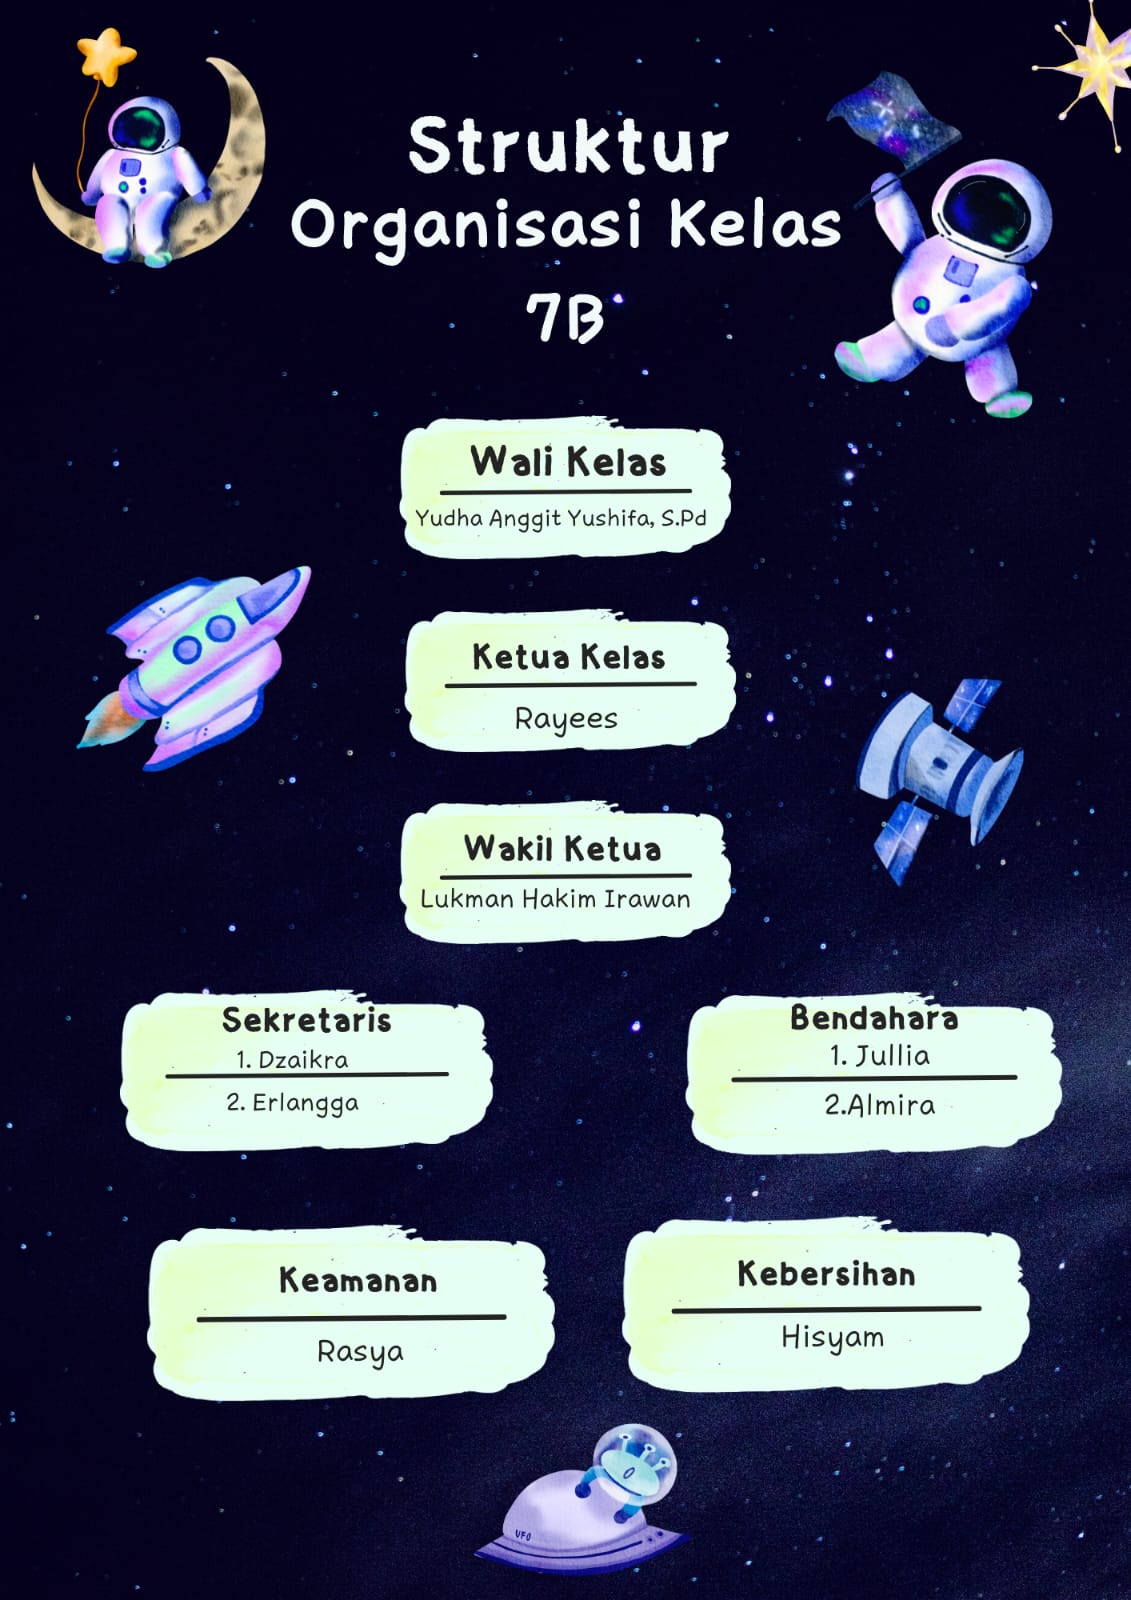 Struktur
Organisasi Kelas
7B
Wali Kelas
Yudha Anggit Yushifa, S.Pd
Ketua Kelas
Rayees
Wakil Ketua
Lukman Hakim Irawan
Sekretaris
1. Dzaikra
2. Erlangga
Bendahara
1. Jullia
2.Almira
Keamanan
Rasya
Kebersihan
Hisyam
UFO